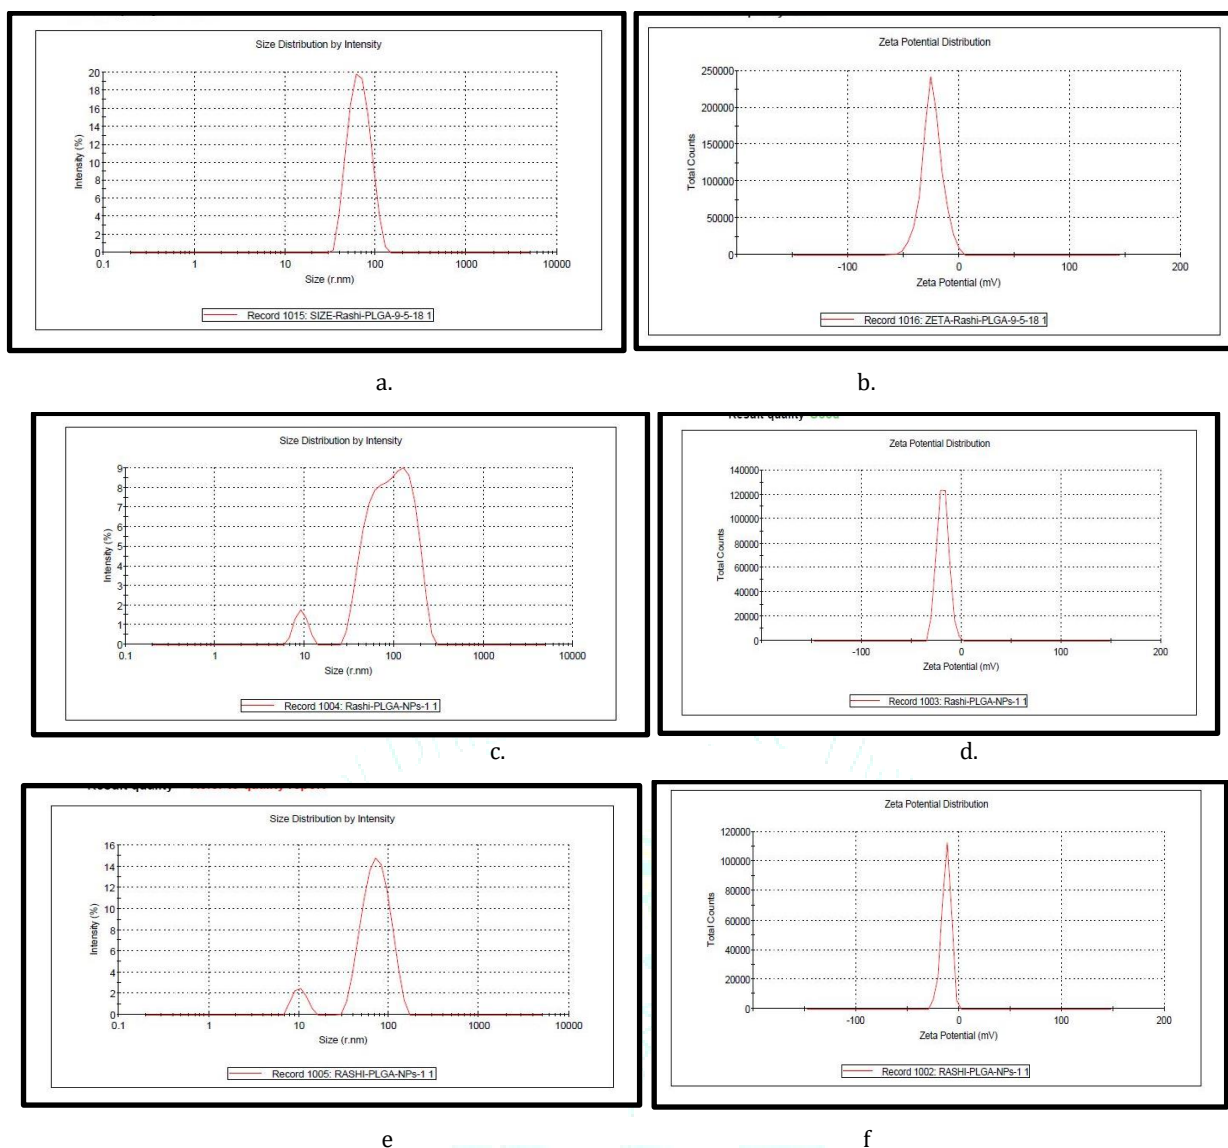 Size Distribution by Intensity
20
18
16
14
12
10
8
6
4
2
0
Intensity (%)
0.1 1 10 100 1000 10000
Size (r.nm)
Record 1015: SIZE-Rashi-PLGA-9-5-18 1
Zeta Potential Distribution
250000
200000
150000
100000
50000
0
Total Counts
-100 0 100 200
Zeta Potential (mV)
Record 1016: ZETA-Rashi-PLGA-9-5-18 1
a.
b.
Size Distribution by Intensity
9
8
7
6
5
4
3
2
1
0
Intensity (%)
0.1 1 10 100 1000 10000
Size (r.nm)
Record 1004: Rashi-PLGA-NPs-1 1
Result quality Good
Zeta Potential Distribution
140000
120000
100000
80000
60000
40000
20000
0
Total Counts
-100 0 100 200
Zeta Potential (mV)
Record 1003: Rashi-PLGA-NPs-1 1
c.
d.
Result quality
Size Distribution by Intensity
16
14
12
10
8
6
4
2
0
Intensity (%)
0.1 1 10 100 1000 10000
Size (r.nm)
Record 1005: RASHI-PLGA-NPs-1 1
Zeta Potential Distribution
120000
100000
80000
60000
40000
20000
0
Total Counts
-100 0 100 200
Zeta Potential (mV)
Record 1002: RASHI-PLGA-NPs-1 1
e
f